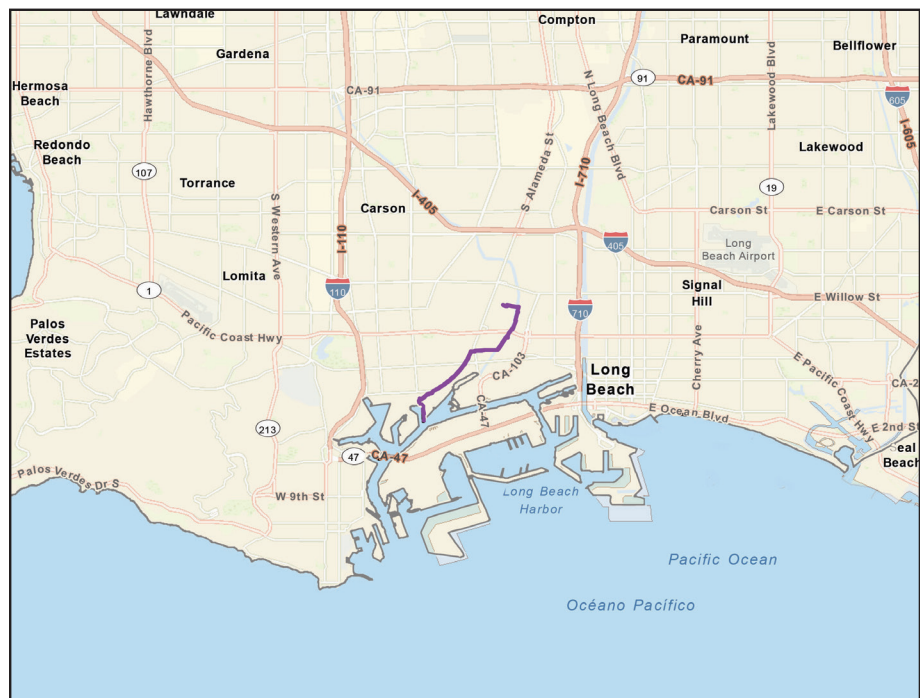 Lawndale
Compton
Paramount
Bellflower
Gardena
Hawthorne Blvd
Hermosa
Beach
CA-91
N Long Beach Blvd
91
CA-91
Lakewood Blvd
605
I-605
Redondo
Beach
107
Torrance
S Western Ave
I-110
Carson
I-405
S Alameda St
I-710
Lakewood
19
Carson St
E Carson St
405
Long
Beach Airport
Lomita
110
1
Pacific Coast Hwy
710
Signal
Hill
E Willow St
Palos
Verdes
Estates
CA-103
Cherry Ave
E Pacific Coast Hwy
CA-2
Long
Beach
CA-47
E Ocean Blvd
E 2nd St
213
47
CA-47
eal
Beach
Palos Verdes Dr S
W 9th St
Long Beach
Harbor
Pacific Ocean
Océano Pacífico